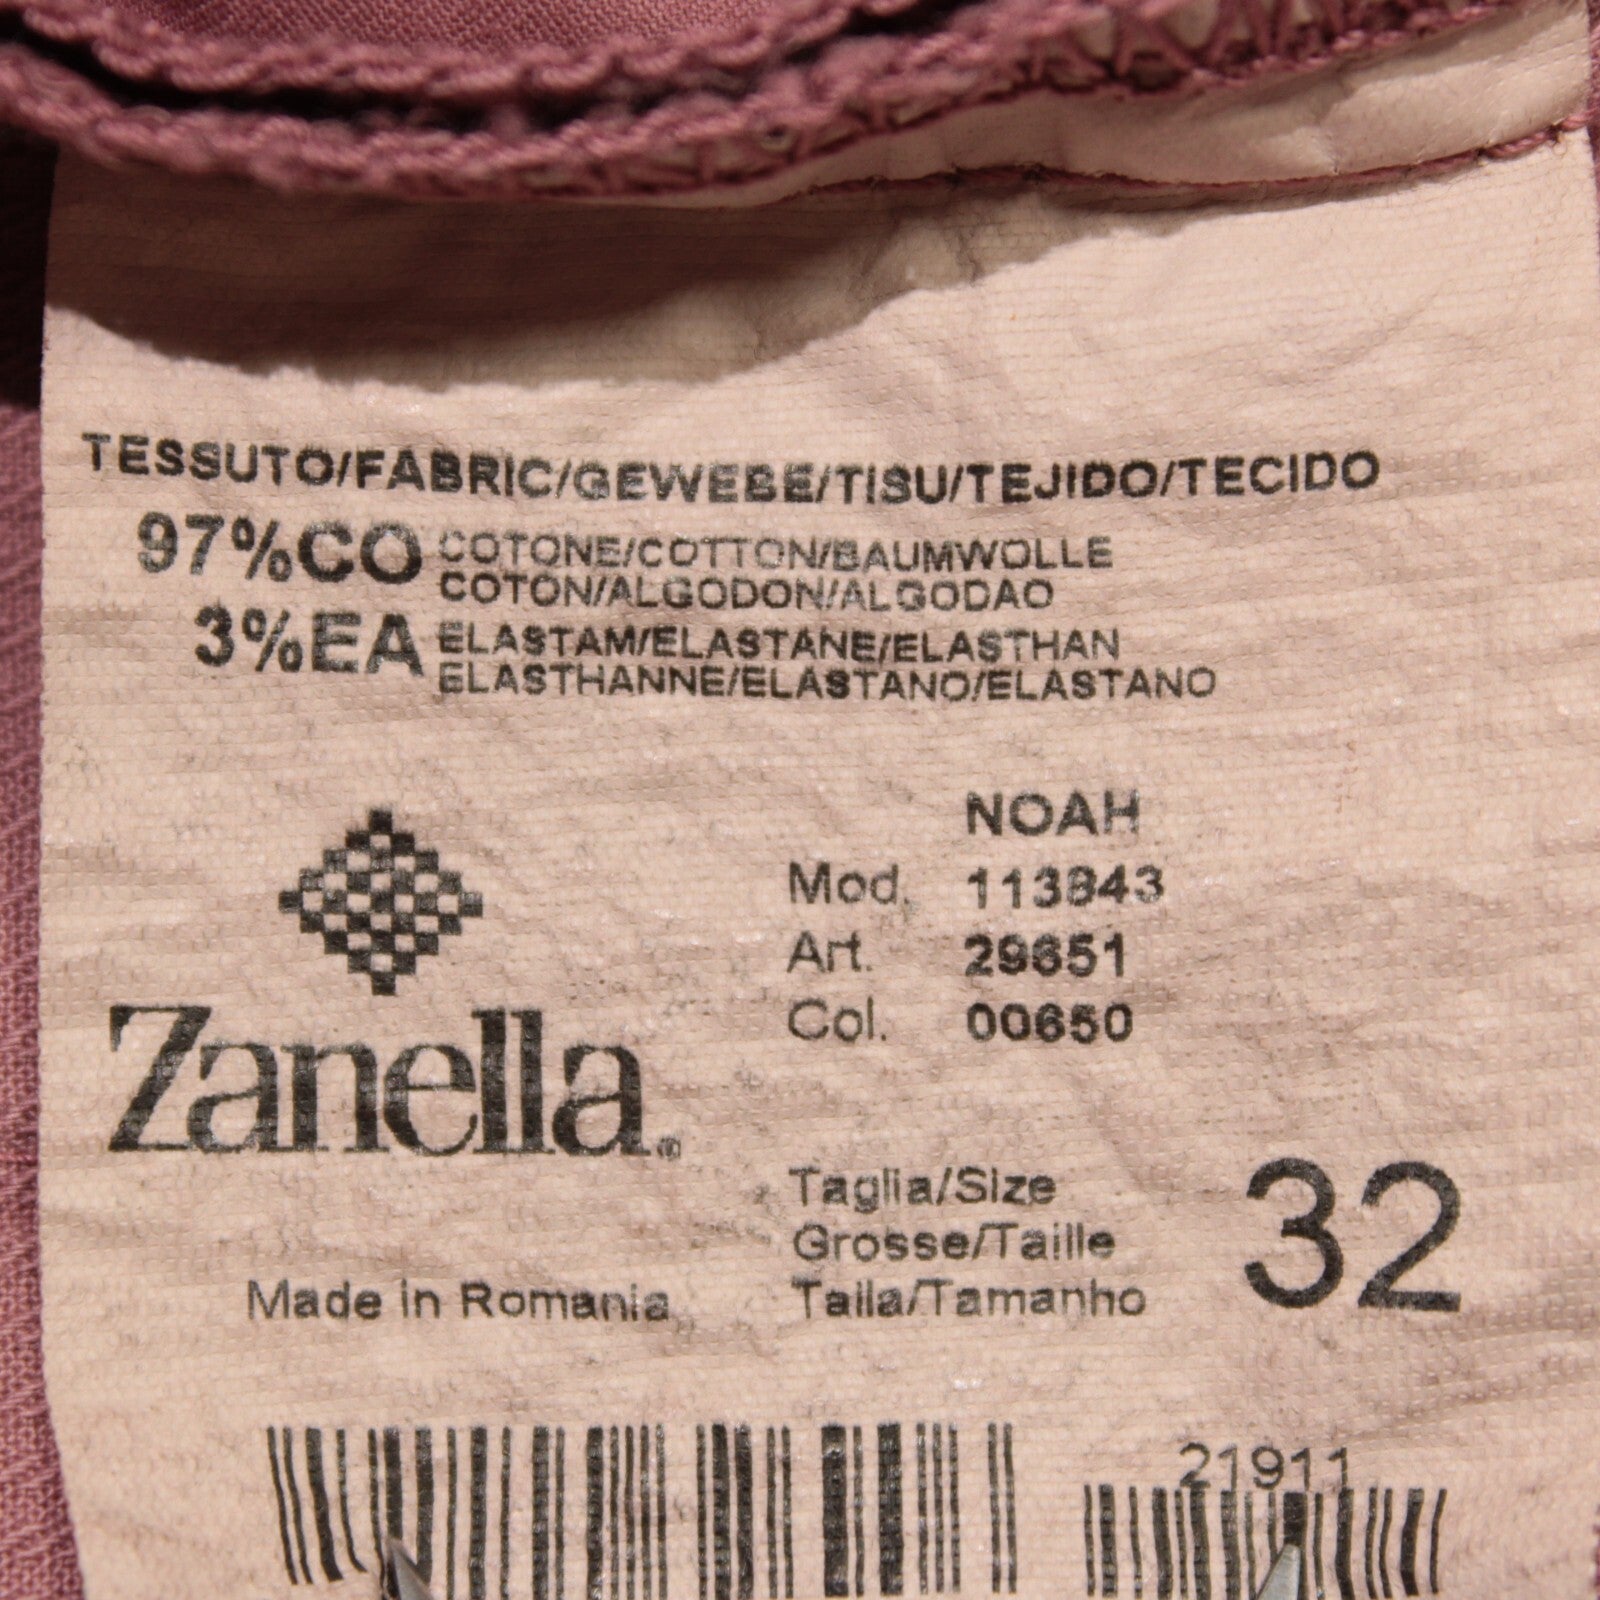 TESSUTO/FABRIC/GEWEBE/TISU/TEJIDO/TECIDO
97%CO COTONE/COTTON/BAUMWOLLE
COTON/ALGODON/ALGODAO
3%EA ELASTAM/ELASTANE/ELASTHAN
ELASTHANNE/ELASTANO/ELASTANO
NOAH
Mod. 113943
Art. 29651
Col. 00650
Zanella®
Taglia/Size
Grosse/Taille
Talla/Tamanho
32
Made in Romania
21911